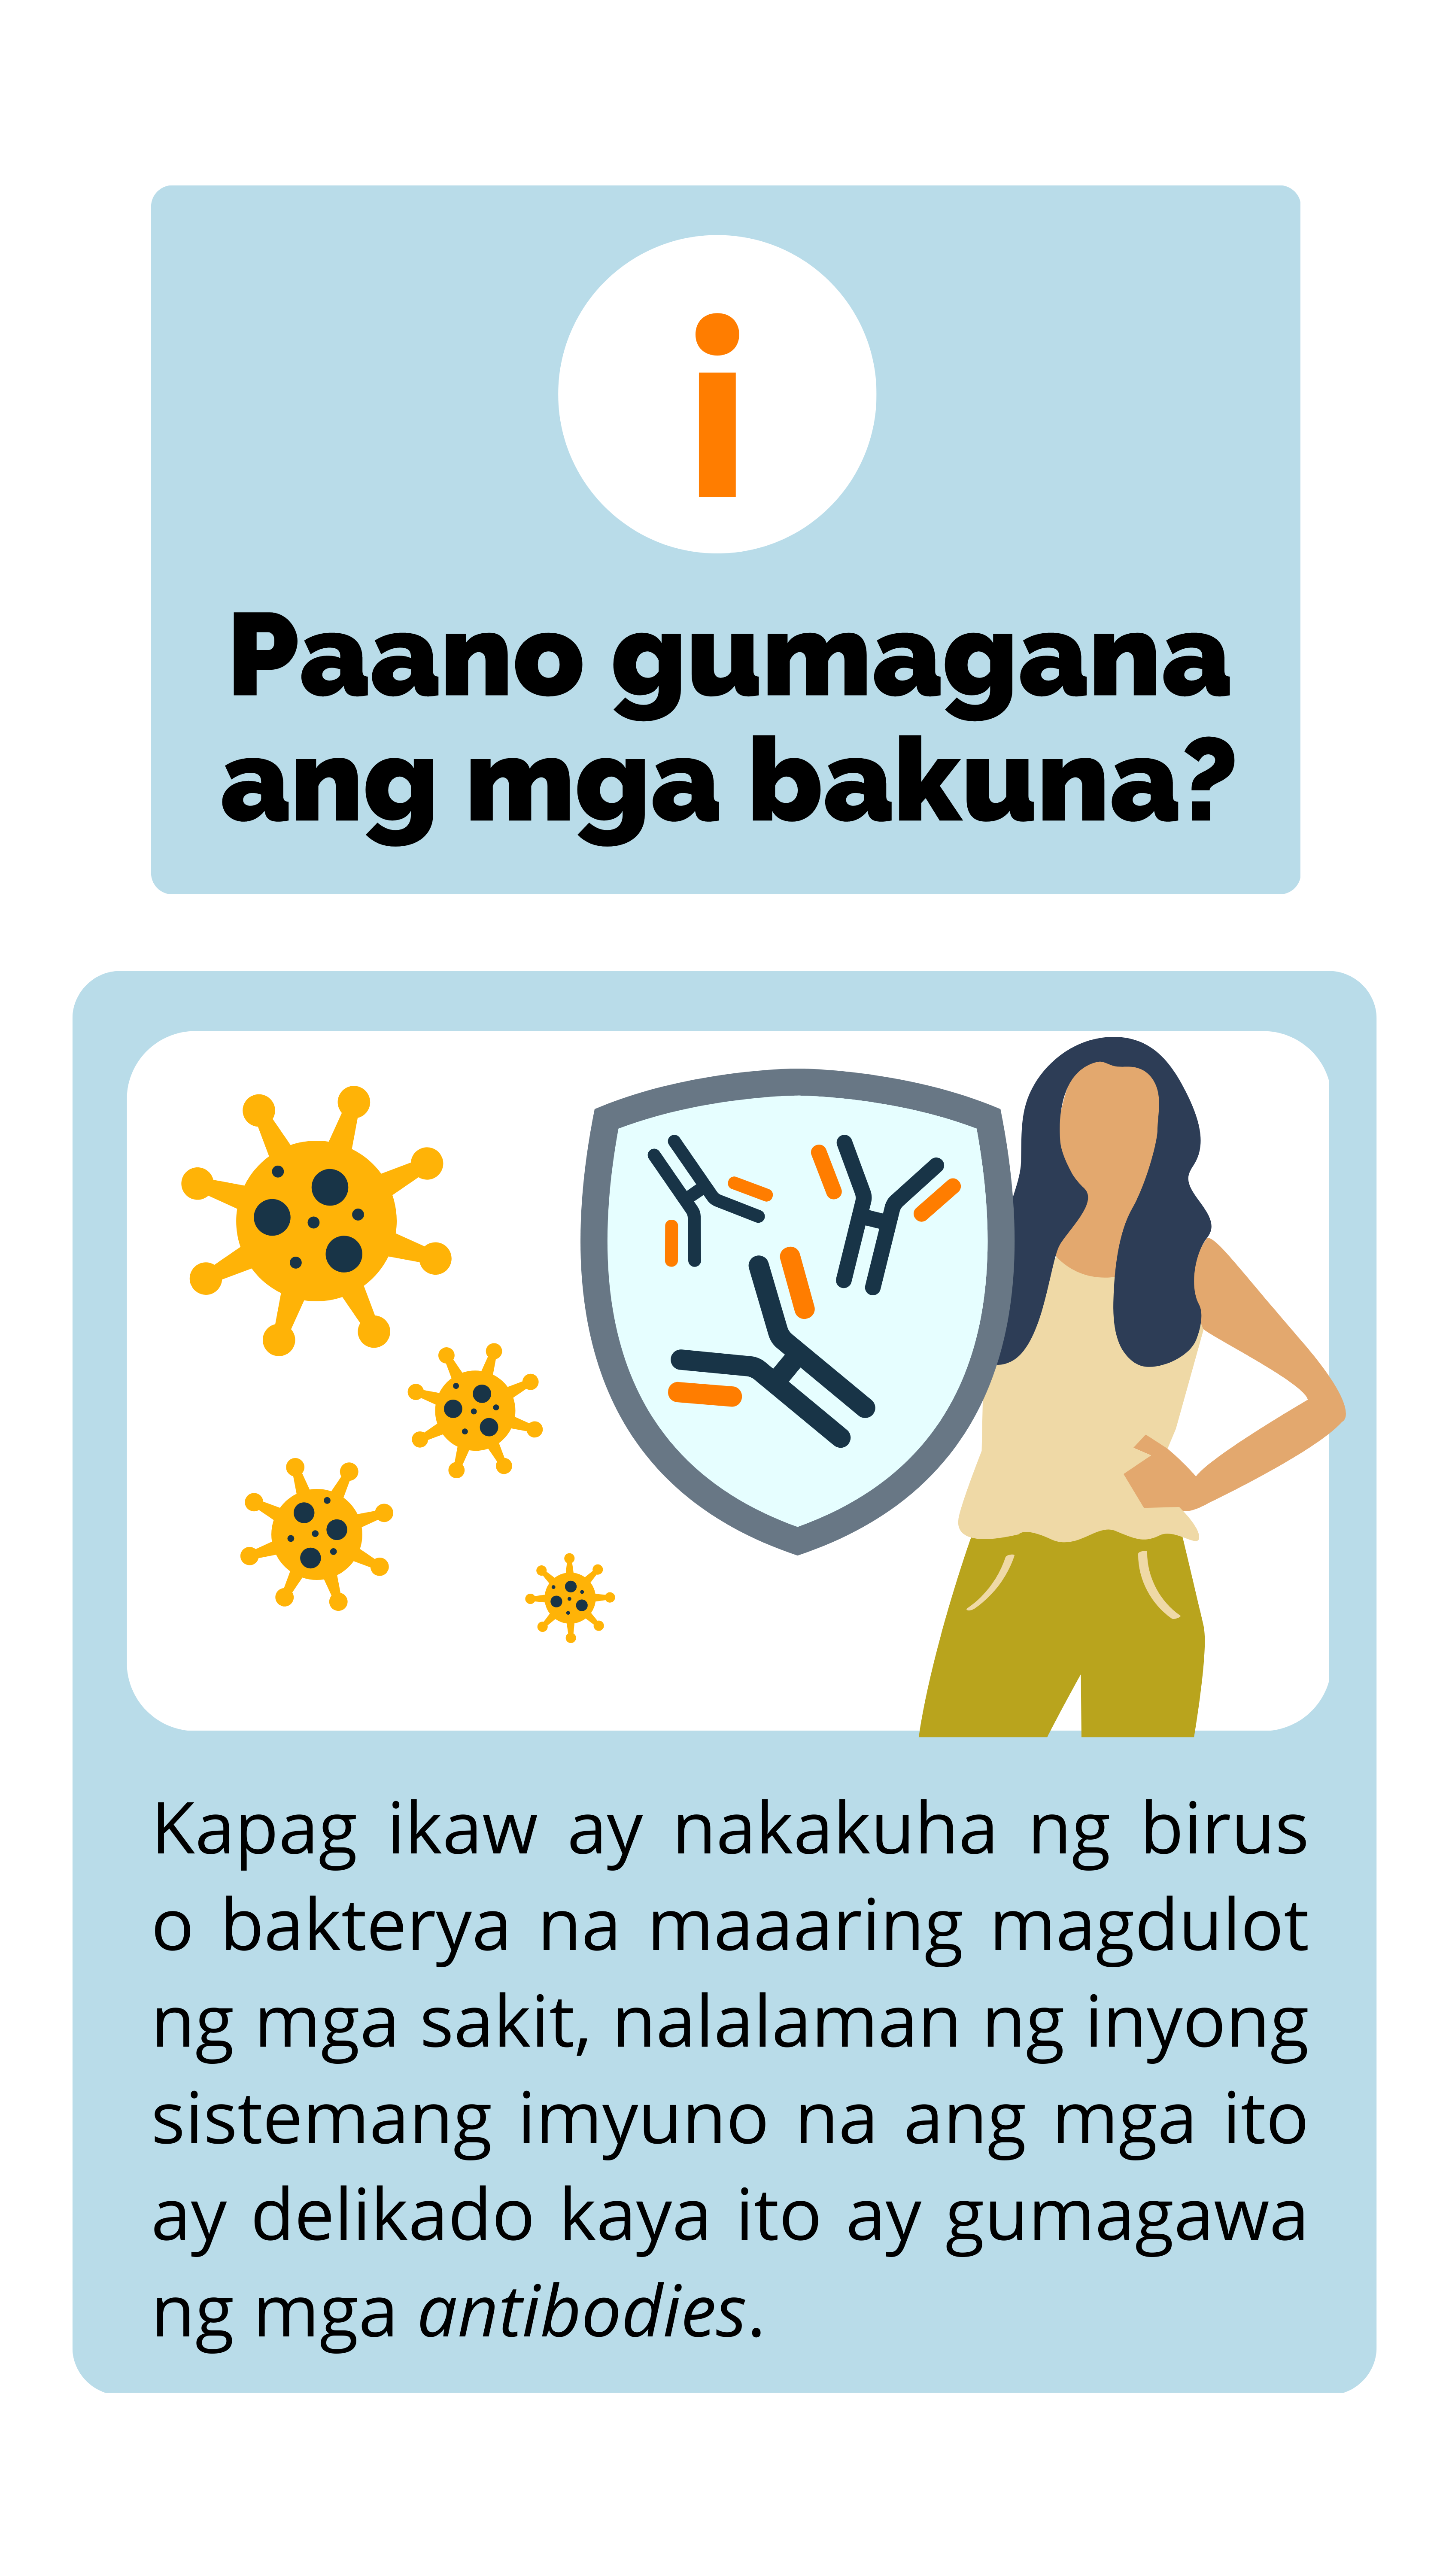 i
Paano gumagana
ang mga bakuna?
Kapag ikaw ay nakakuha ng birus
o bakterya na maaaring magdulot
ng mga sakit, nalalaman ng inyong
sistemang imyuno na ang mga ito
ay delikado kaya ito ay gumagawa
ng mga antibodies.